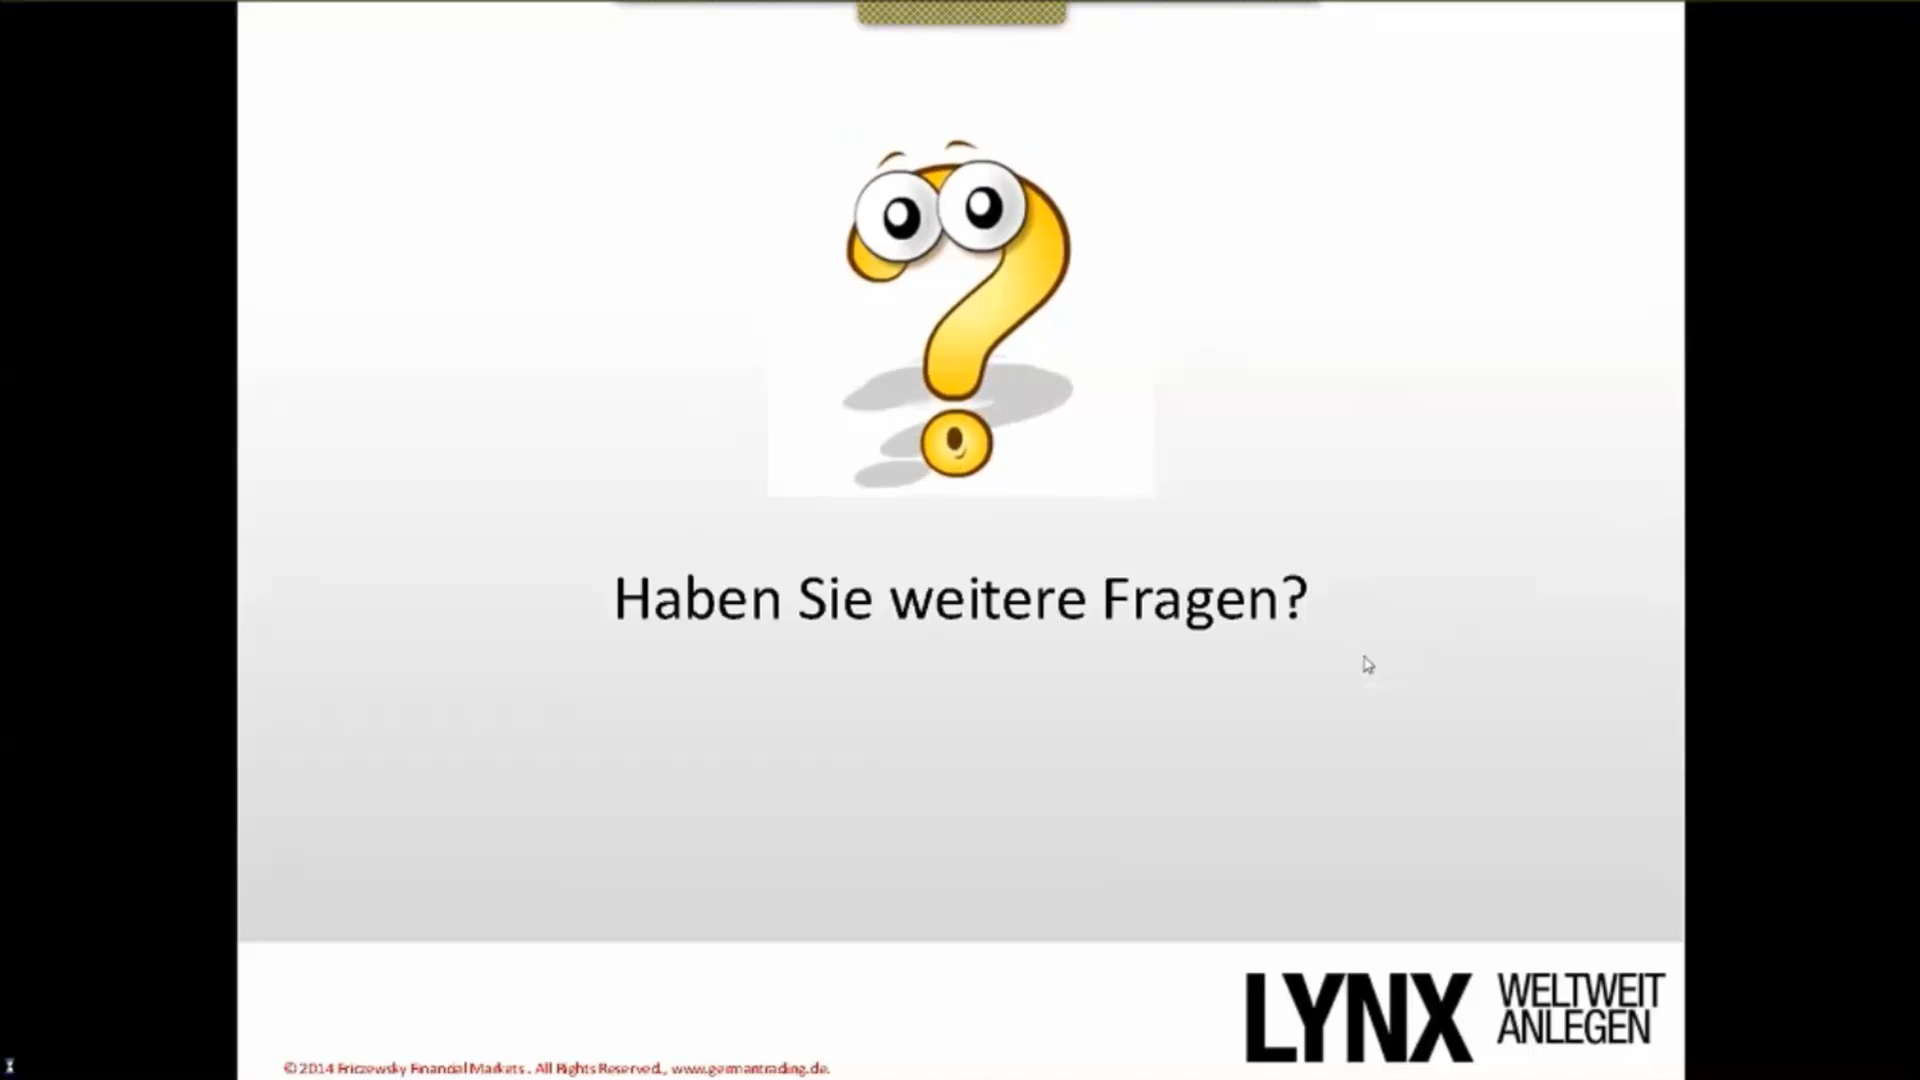 Haben Sie weitere Fragen?
LYNX
WELTWEIT
ANLEGEN
© 2014 Friczewsky Financial Markets . All Rights Reserved., www.germantrading.de.